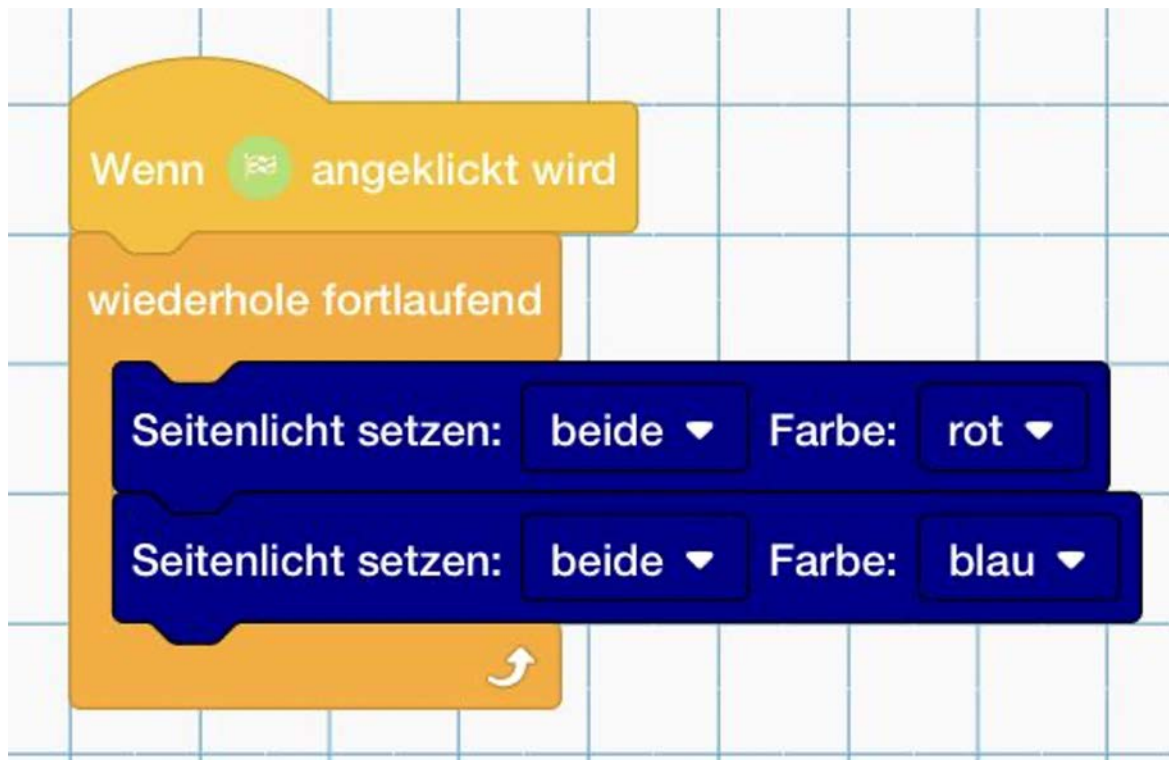 Wenn angeklickt wird
wiederhole fortlaufend
Seitenlicht setzen: beide Farbe: rot
Seitenlicht setzen: beide Farbe: blau